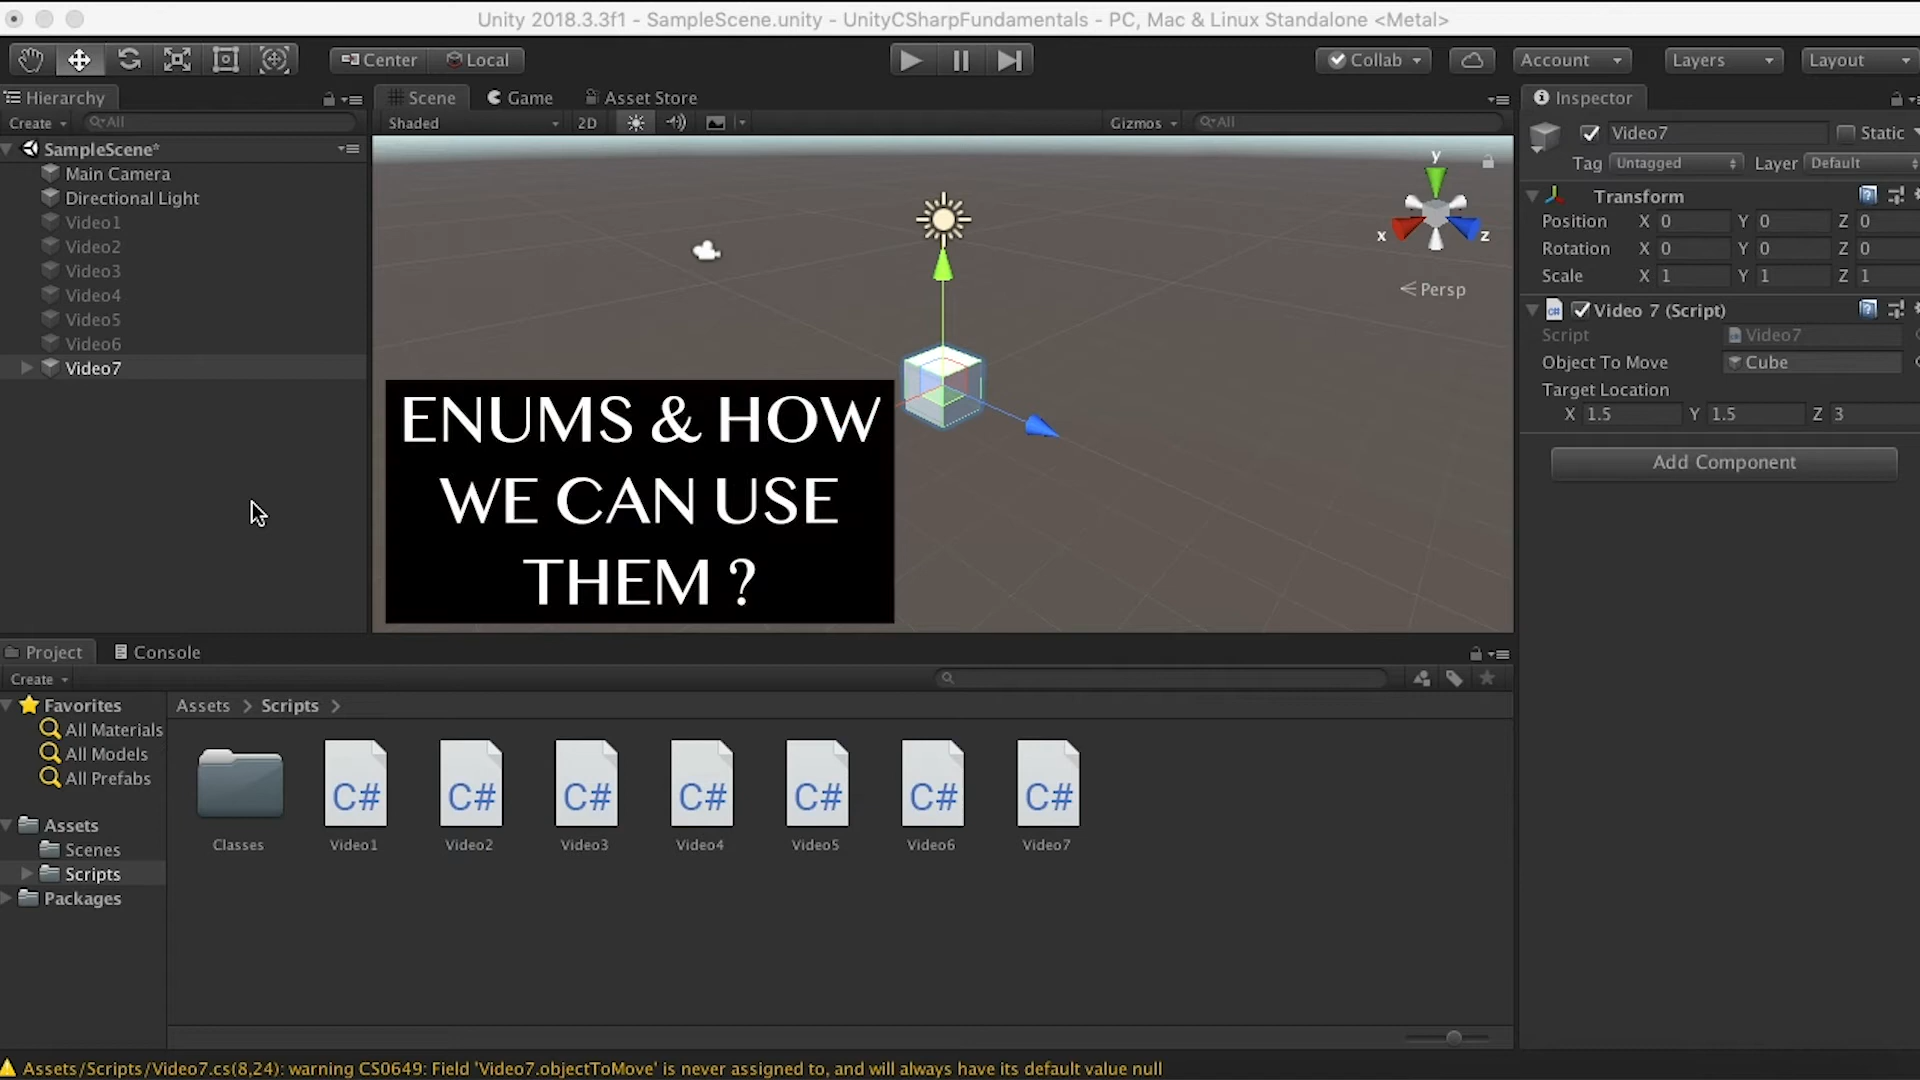 Unity 2018.3.3f1 - SampleScene.unity - UnityCSharpFundamentals - PC, Mac & Linux Standalone <Metal>
Center Local Collab Account Layers Layout
Hierarchy
Create All
SampleScene*
Main Camera
Directional Light
Video1
Video2
Video3
Video4
Video5
Video6
Video7
Scene Game Asset Store
Shaded 2D Gizmos All
y
x z
Persp
ENUMS & HOW
WE CAN USE
THEM ?
Inspector
Video7 Static
Tag Untagged Layer Default
Transform
Position X 0 Y 0 Z 0
Rotation X 0 Y 0 Z 0
Scale X 1 Y 1 Z 1
C# Video 7 (Script)
Script Video7
Object To Move Cube
Target Location
X 1.5 Y 1.5 Z 3
Add Component
Project Console
Create
Favorites
All Materials
All Models
All Prefabs
Assets
Scenes
Scripts
Packages
Assets > Scripts >
C# C# C# C# C# C# C#
Classes Video1 Video2 Video3 Video4 Video5 Video6 Video7
Assets/Scripts/Video7.cs(8,24): warning CS0649: Field 'Video7.objectToMove' is never assigned to, and will always have its default value null